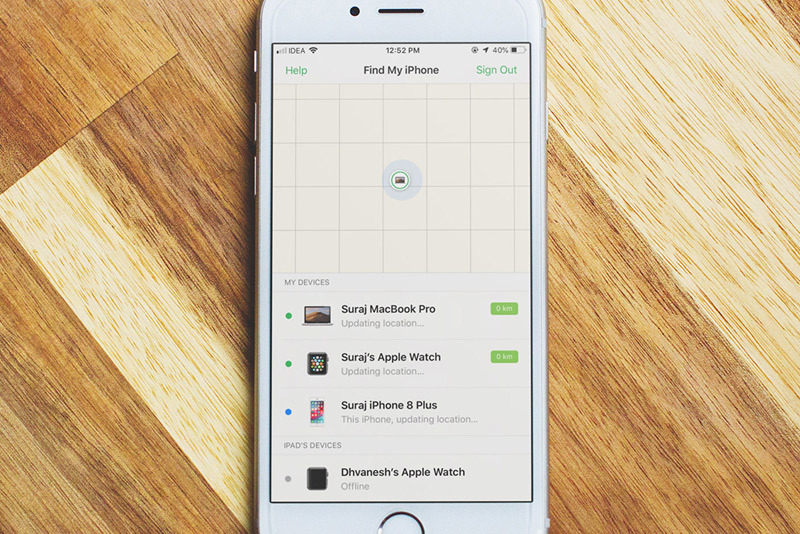 IDEA 12:52 PM 40%
Help Find My iPhone Sign Out
MY DEVICES
Suraj MacBook Pro 0 km
Updating location...
Suraj's Apple Watch 0 km
Updating location...
Suraj iPhone 8 Plus
This iPhone, updating location...
IPAD'S DEVICES
Dhvanesh's Apple Watch
Offline